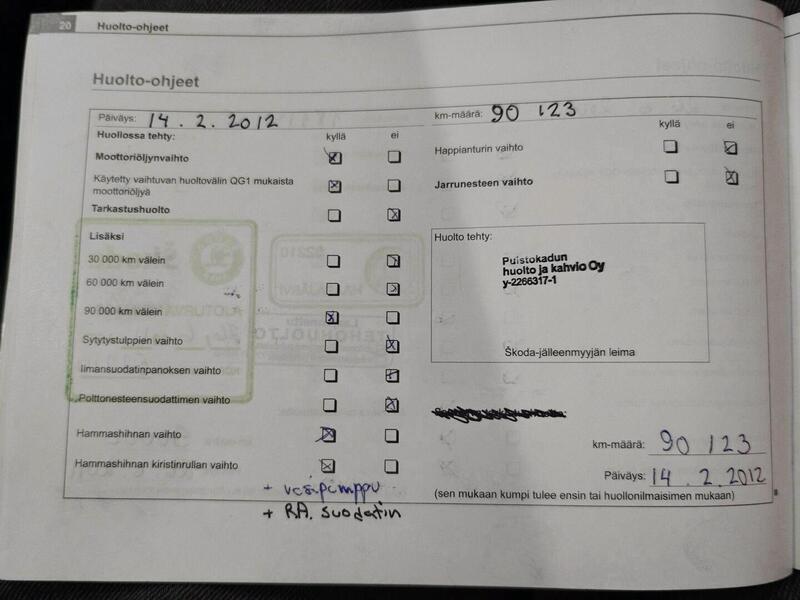 20 Huolto-ohjeet
Huolto-ohjeet
Päiväys: 14.2.2012
km-määrä: 90 123
Huollossa tehty: kyllä ei
kyllä ei
Moottoriöljynvaihto
Happianturin vaihto
Käytetty vaihtuvan huoltovälin QG1 mukaista
moottoriöljyä
Jarrunesteen vaihto
Tarkastushuolto
Lisäksi
Huolto tehty:
30 000 km välein
Puistokadun
huolto ja kahvio Oy
y-2266317-1
60 000 km välein
90 000 km välein
Sytytystulppien vaihto
Škoda-jälleenmyyjän leima
Ilmansuodatinpanoksen vaihto
Polttonesteensuodattimen vaihto
Hammashihnan vaihto
km-määrä: 90 123
Hammashihnan kiristinrullan vaihto
Päiväys: 14.2.2012
+ vesipumppu
(sen mukaan kumpi tulee ensin tai huollonilmaisimen mukaan)
+ RA. suodatin